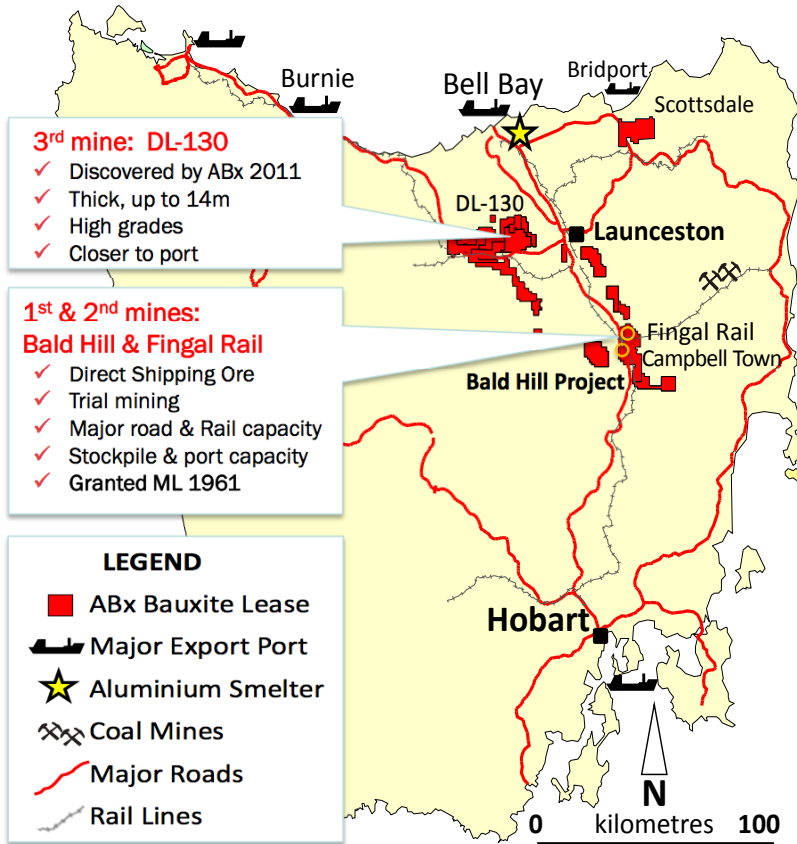 Burnie
Bell Bay
Bridport
Scottsdale
3rd mine: DL-130
✓ Discovered by ABx 2011
✓ Thick, up to 14m
✓ High grades
✓ Closer to port
DL-130
Launceston
1st & 2nd mines:
Bald Hill & Fingal Rail
✓ Direct Shipping Ore
✓ Trial mining
✓ Major road & Rail capacity
✓ Stockpile & port capacity
✓ Granted ML 1961
Fingal Rail
Campbell Town
Bald Hill Project
LEGEND
ABx Bauxite Lease
Major Export Port
Aluminium Smelter
Coal Mines
Major Roads
Rail Lines
Hobart
N
0 kilometres 100